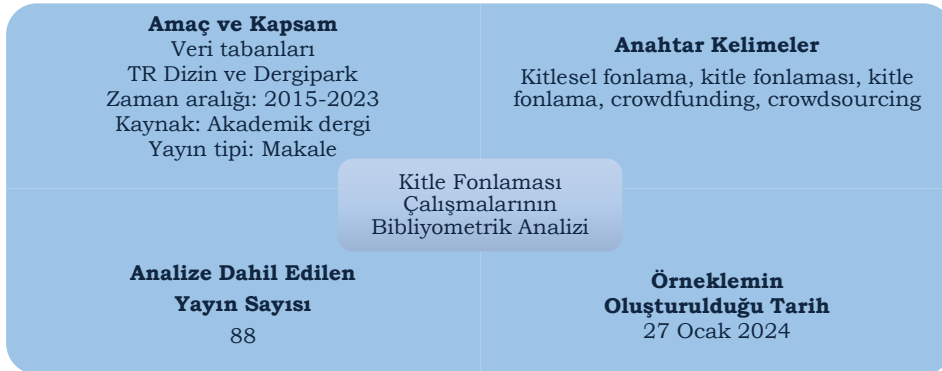 Amaç ve Kapsam
Veri tabanları
TR Dizin ve Dergipark
Zaman aralığı: 2015-2023
Kaynak: Akademik dergi
Yayın tipi: Makale
Anahtar Kelimeler
Kitlesel fonlama, kitle fonlaması, kitle
fonlama, crowdfunding, crowdsourcing
Kitle Fonlaması
Çalışmalarının
Bibliyometrik Analizi
Analize Dahil Edilen
Yayın Sayısı
88
Örneklemin
Oluşturulduğu Tarih
27 Ocak 2024